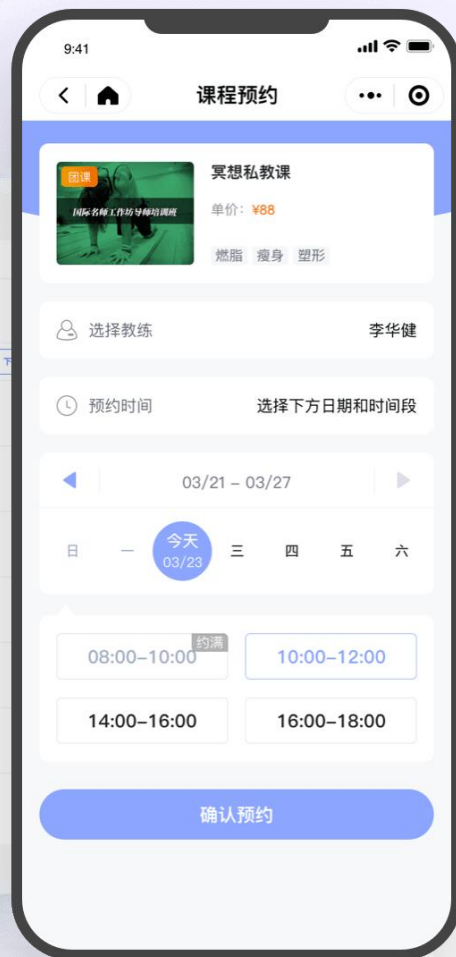 9:41
课程预约
团课
国际名师工作坊导师培训班
冥想私教课
单价: ¥88
燃脂 瘦身 塑形
选择教练 李华健
预约时间 选择下方日期和时间段
03/21 – 03/27
日 一 今天 三 四 五 六
03/23
约满
08:00–10:00 10:00–12:00
14:00–16:00 16:00–18:00
确认预约
下